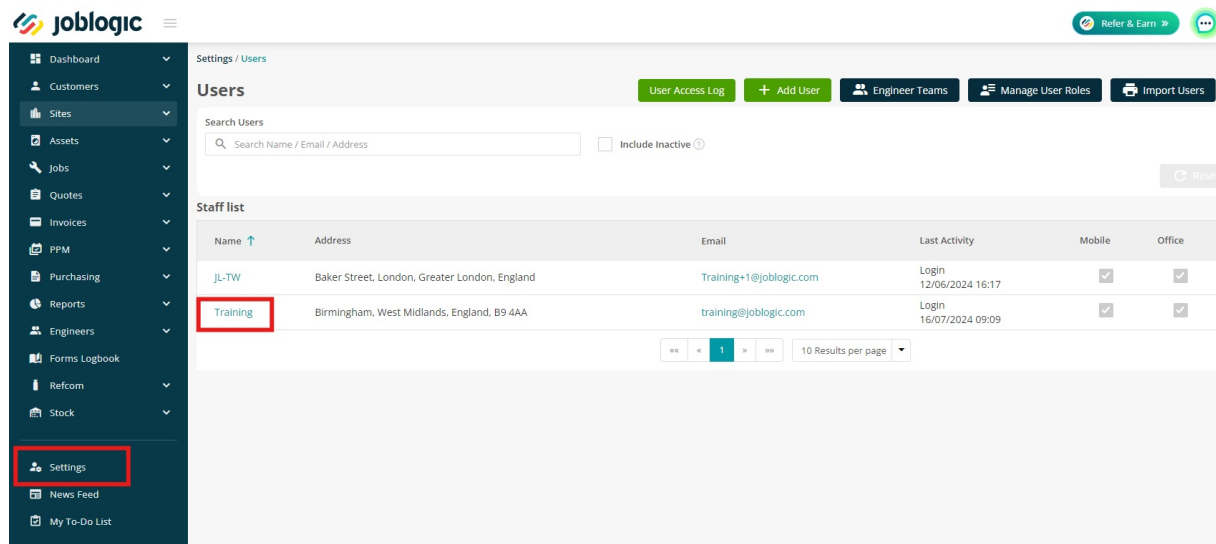 joblogic
Refer & Earn »
Dashboard
Customers
Sites
Assets
Jobs
Quotes
Invoices
PPM
Purchasing
Reports
Engineers
Forms Logbook
Refcom
Stock
Settings
News Feed
My To-Do List
Settings / Users
Users
User Access Log
+ Add User
Engineer Teams
Manage User Roles
Import Users
Search Users
Search Name / Email / Address
Include Inactive ?
Staff list
Name ↑ Address Email Last Activity Mobile Office
JL-TW Baker Street, London, Greater London, England Training+1@joblogic.com Login
12/06/2024 16:17
Training Birmingham, West Midlands, England, B9 4AA training@joblogic.com Login
16/07/2024 09:09
«« « 1 » »» 10 Results per page